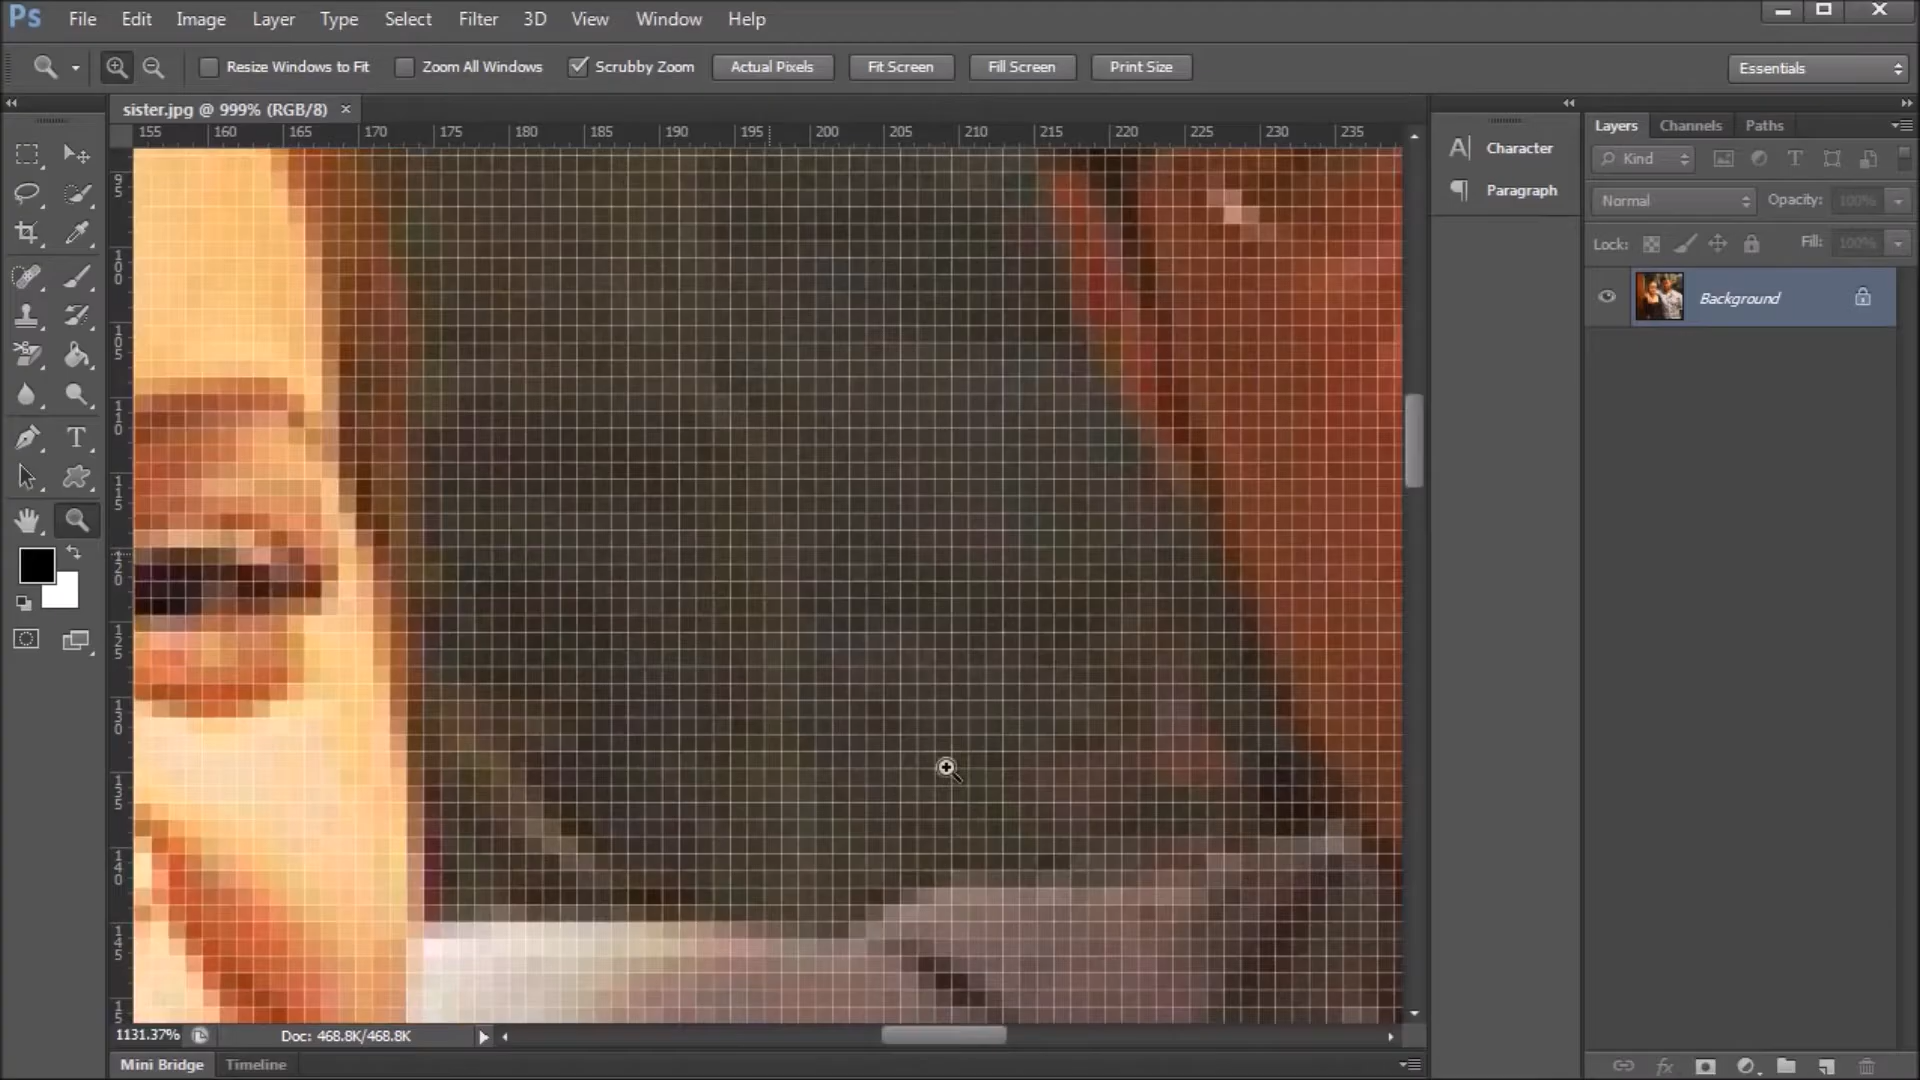 Ps File Edit Image Layer Type Select Filter 3D View Window Help
Resize Windows to Fit Zoom All Windows Scrubby Zoom Actual Pixels Fit Screen Fill Screen Print Size Essentials
sister.jpg @ 999% (RGB/8) ×
155 160 165 170 175 180 185 190 195 200 205 210 215 220 225 230 235
95
100
105
110
115
120
125
130
135
140
145
15
A| Character
¶ Paragraph
Layers Channels Paths
Kind
Normal Opacity: 100%
Lock: Fill: 100%
Background
T
fx
1131.37% Doc: 468.8K/468.8K
Mini Bridge Timeline